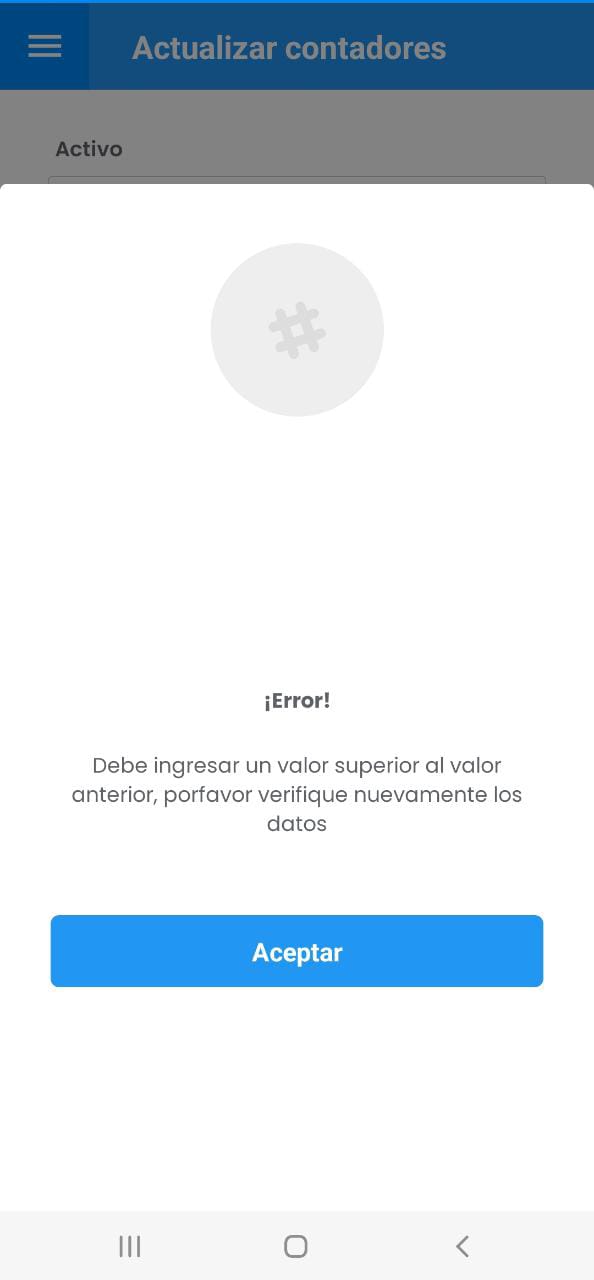 Actualizar contadores
Activo
¡Error!
Debe ingresar un valor superior al valor
anterior, porfavor verifique nuevamente los
datos
Aceptar